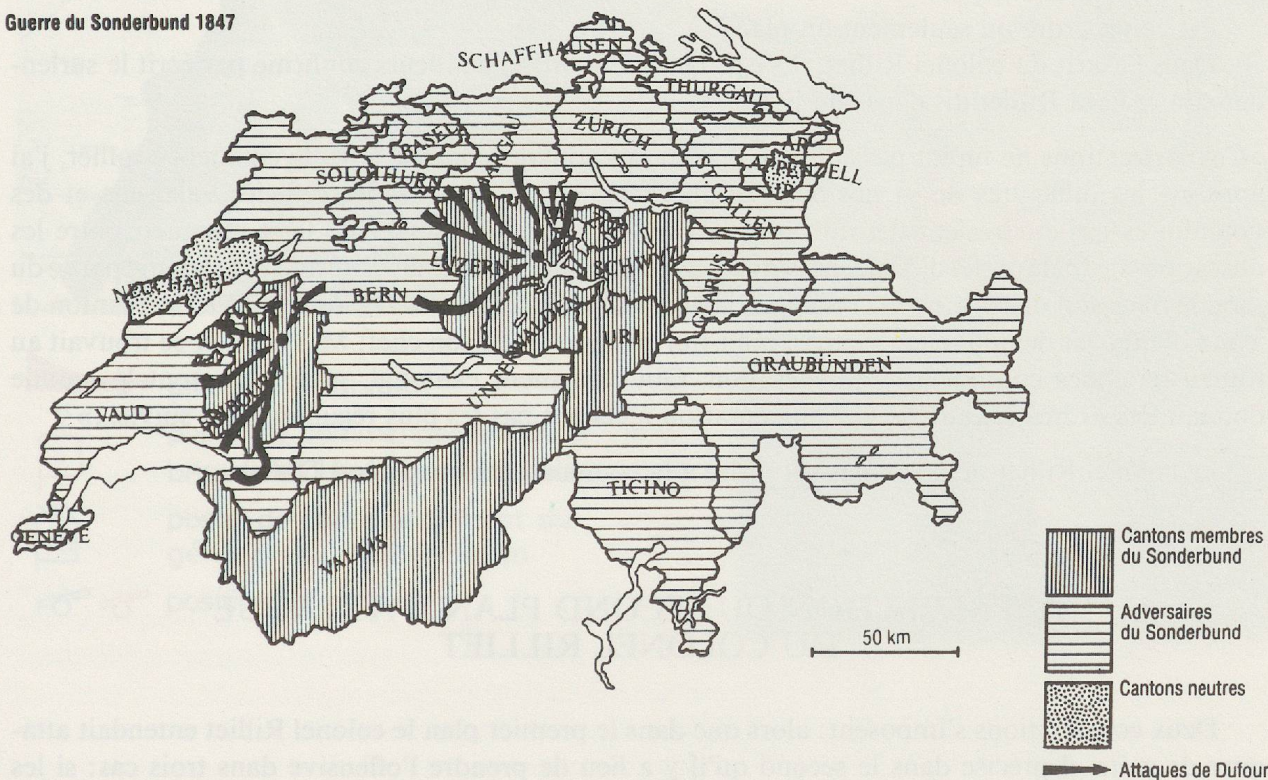 Guerre du Sonderbund 1847
SCHAFFHAUSEN
THURGAU
BASEL
AARGAU
ZÜRICH
AR
APPENZELL
IR
SOLOTHURN
ST. GALLEN
NEUCHATEL
LUZERN
SCHWYZ
BERN
GLARUS
UNTERWALDEN
URI
GRAUBÜNDEN
FRIBOURG
VAUD
TICINO
GENÈVE
VALAIS
Cantons membres
du Sonderbund
Adversaires
du Sonderbund
50 km
Cantons neutres
Attaques de Dufour